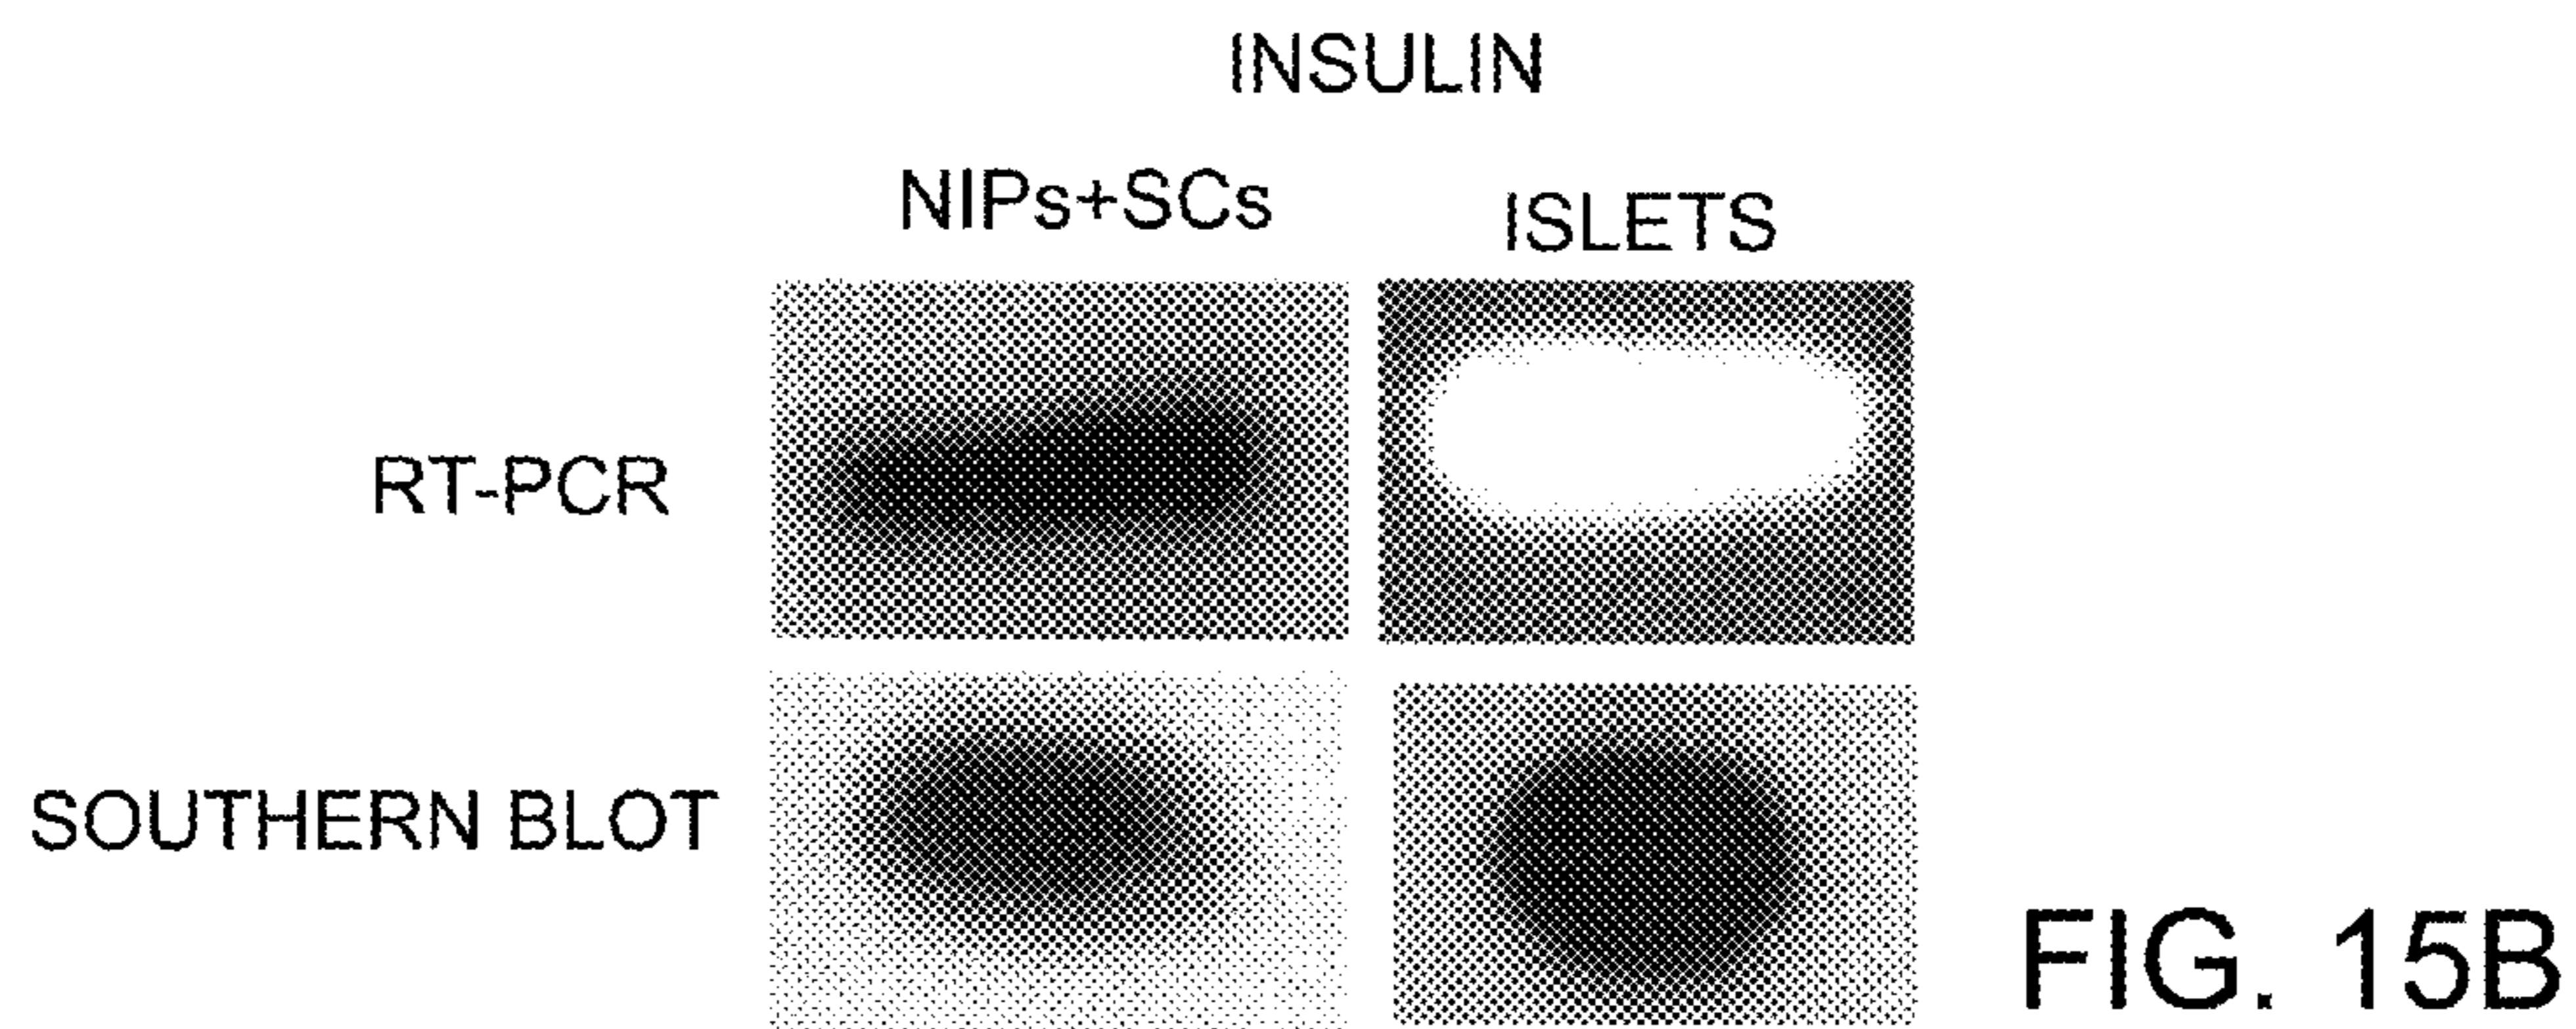 INSULIN
NIPs+SCs
ISLETS
RT-PCR
SOUTHERN BLOT
FIG. 15B